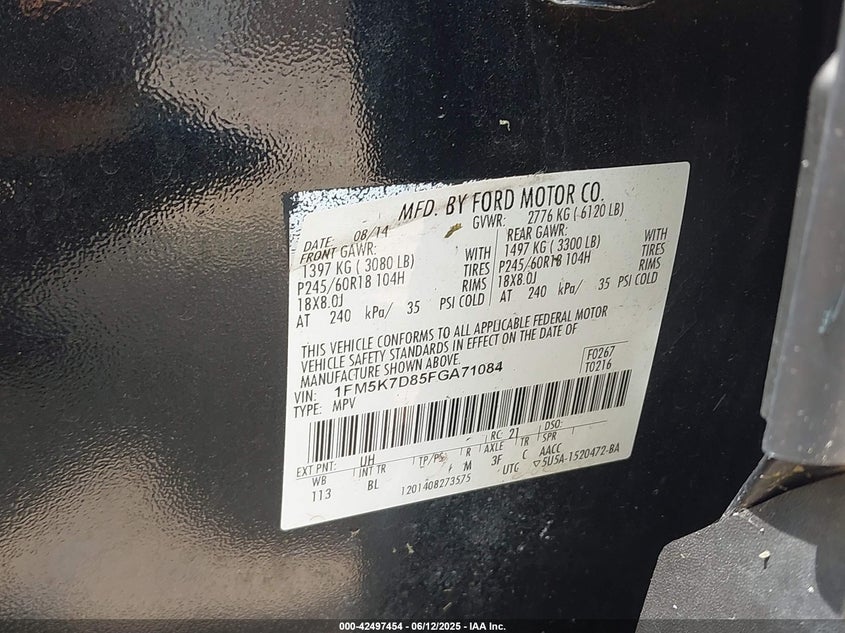 MFD. BY FORD MOTOR CO.
DATE: 08/14 GVWR: 2776 KG ( 6120 LB)
FRONT GAWR: REAR GAWR:
1397 KG ( 3080 LB) WITH 1497 KG ( 3300 LB) WITH
P245/60R18 104H TIRES P245/60R18 104H TIRES
18X8.0J RIMS 18X8.0J RIMS
AT 240 kPa/ 35 PSI COLD AT 240 kPa/ 35 PSI COLD
THIS VEHICLE CONFORMS TO ALL APPLICABLE FEDERAL MOTOR
VEHICLE SAFETY STANDARDS IN EFFECT ON THE DATE OF
MANUFACTURE SHOWN ABOVE.
F0267
VIN: 1FM5K7D85FGA71084
T0216
TYPE: MPV
RC: 21 DSO:
EXT PNT: UH
WB INT TR TP/PS R AXLE TR SPR
113 BL M 3F C AACC
1201408273575 UTC ▽5U5A-1520472-BA
000-42497454 - 06/12/2025 - IAA Inc.